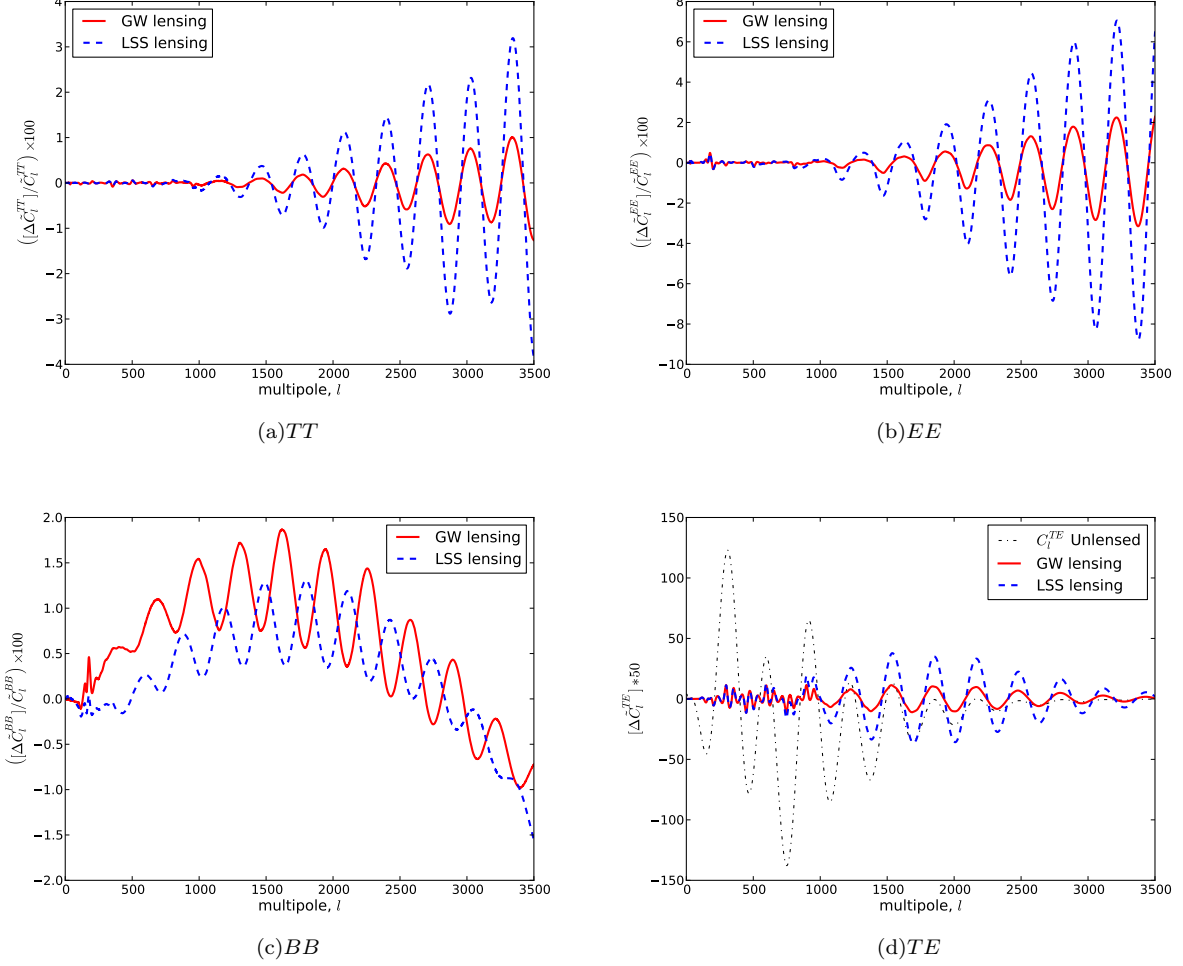 GW lensing
LSS lensing
4
3
2
1
0
−1
−2
−3
−4
([ΔC̃_l^{TT}]/C̃_l^{TT}) ×100
0 500 1000 1500 2000 2500 3000 3500
multipole, l
(a)TT
GW lensing
LSS lensing
8
6
4
2
0
−2
−4
−6
−8
−10
([ΔC̃_l^{EE}]/C̃_l^{EE}) ×100
0 500 1000 1500 2000 2500 3000 3500
multipole, l
(b)EE
GW lensing
LSS lensing
2.0
1.5
1.0
0.5
0.0
−0.5
−1.0
−1.5
−2.0
([ΔC̃_l^{BB}]/C̃_l^{BB}) ×100
0 500 1000 1500 2000 2500 3000 3500
multipole, l
(c)BB
C_l^{TE} Unlensed
GW lensing
LSS lensing
150
100
50
0
−50
−100
−150
[ΔC̃_l^{TE}]∗50
0 500 1000 1500 2000 2500 3000 3500
multipole, l
(d)TE